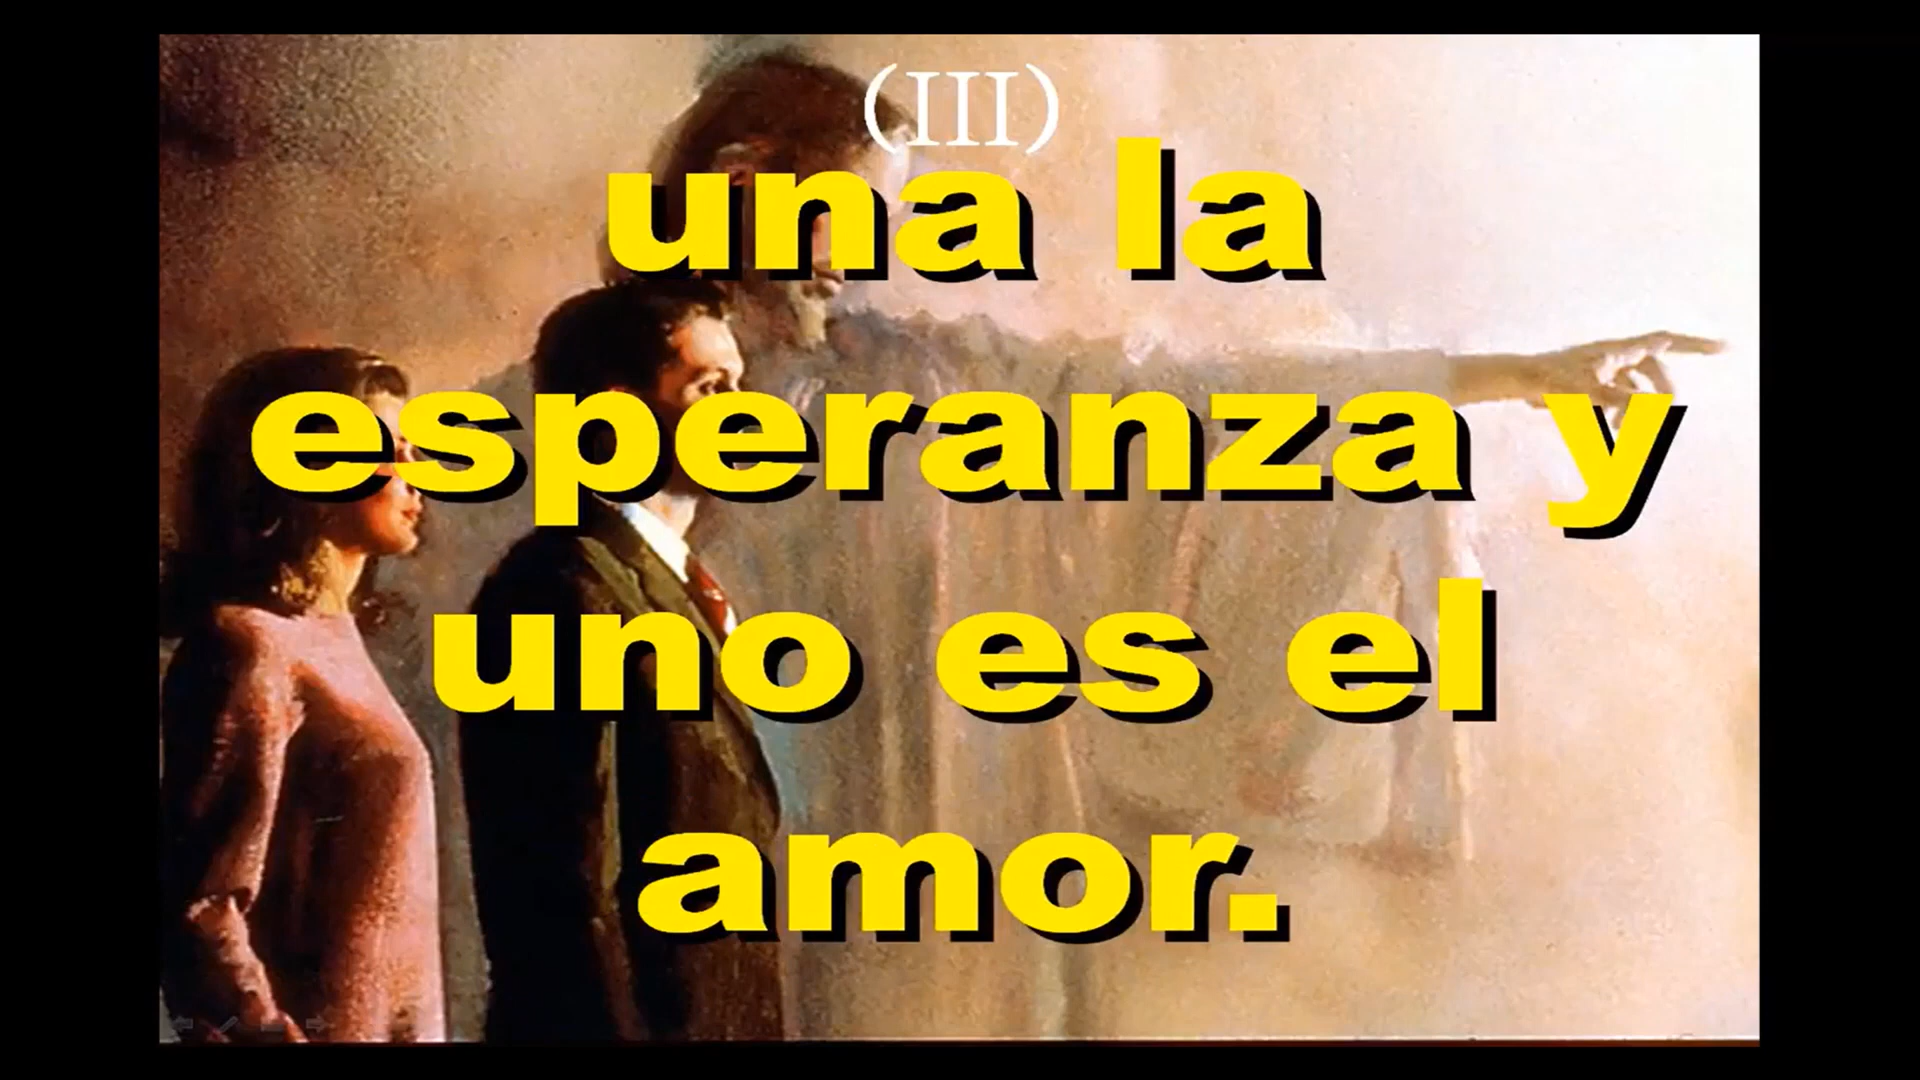 (III)
una la
esperanza y
uno es el
amor.